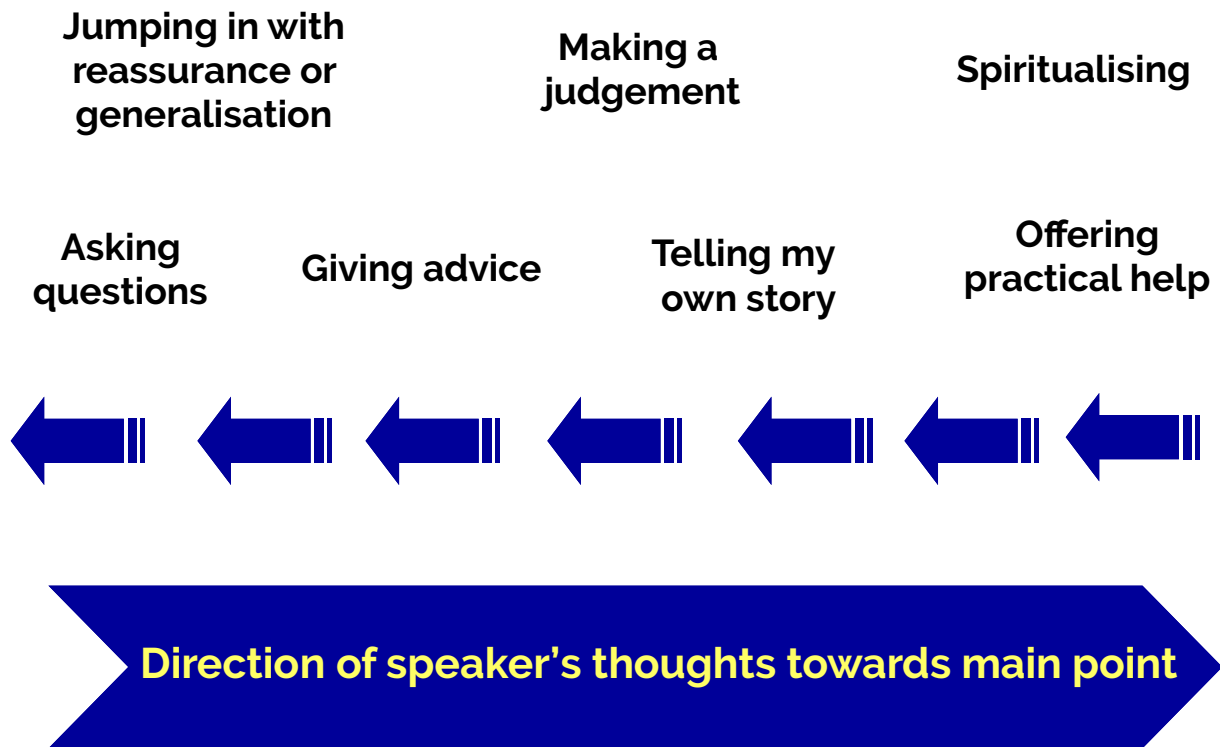 Jumping in with
reassurance or
generalisation
Making a
judgement
Spiritualising
Asking
questions
Giving advice
Telling my
own story
Offering
practical help
Direction of speaker’s thoughts towards main point